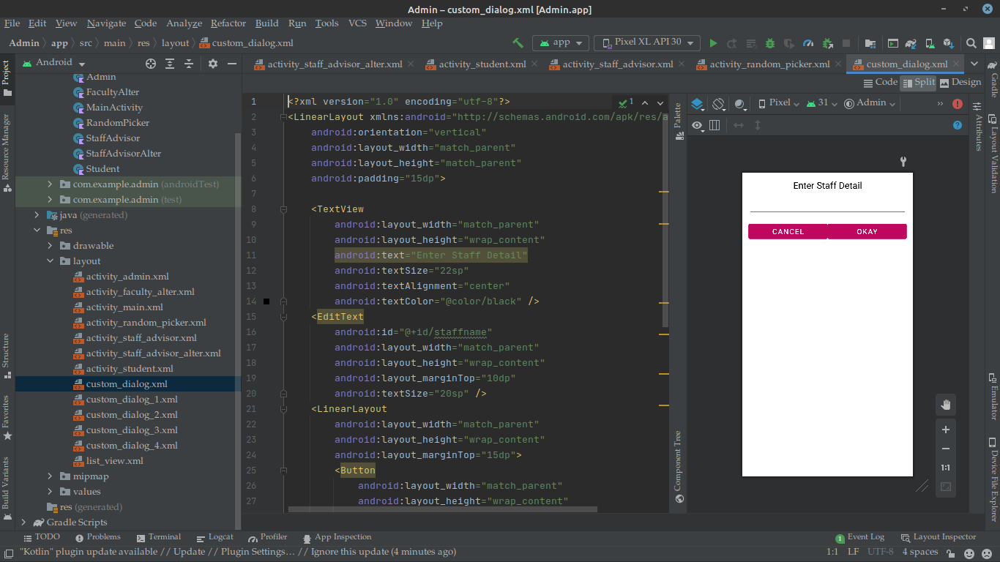 Admin – custom_dialog.xml [Admin.app]
File Edit View Navigate Code Analyze Refactor Build Run Tools VCS Window Help
Admin app src main res layout custom_dialog.xml
app Pixel XL API 30
Project
Resource Manager
Structure
Favorites
Build Variants
Android
Admin
FacultyAlter
MainActivity
RandomPicker
StaffAdvisor
StaffAdvisorAlter
Student
com.example.admin (androidTest)
com.example.admin (test)
java (generated)
res
drawable
layout
activity_admin.xml
activity_faculty_alter.xml
activity_main.xml
activity_random_picker.xml
activity_staff_advisor.xml
activity_staff_advisor_alter.xml
activity_student.xml
custom_dialog.xml
custom_dialog_1.xml
custom_dialog_2.xml
custom_dialog_3.xml
custom_dialog_4.xml
list_view.xml
mipmap
values
res (generated)
Gradle Scripts
activity_staff_advisor_alter.xml activity_student.xml activity_staff_advisor.xml activity_random_picker.xml custom_dialog.xml
Code Split Design
1 <?xml version="1.0" encoding="utf-8"?>
2 <LinearLayout xmlns:android="http://schemas.android.com/apk/res/a
3 android:orientation="vertical"
4 android:layout_width="match_parent"
5 android:layout_height="match_parent"
6 android:padding="15dp">
7
8 <TextView
9 android:layout_width="match_parent"
10 android:layout_height="wrap_content"
11 android:text="Enter Staff Detail"
12 android:textSize="22sp"
13 android:textAlignment="center"
14 android:textColor="@color/black" />
15 <EditText
16 android:id="@+id/staffname"
17 android:layout_width="match_parent"
18 android:layout_height="wrap_content"
19 android:layout_marginTop="10dp"
20 android:textSize="20sp" />
21 <LinearLayout
22 android:layout_width="match_parent"
23 android:layout_height="wrap_content"
24 android:layout_marginTop="15dp">
25 <Button
26 android:layout_width="match_parent"
27 android:layout_height="wrap_content"
1
Palette
Component Tree
Pixel 31 Admin
Enter Staff Detail
CANCEL OKAY
1:1
Attributes
Gradle
Layout Validation
Emulator
Device File Explorer
TODO Problems Terminal Logcat Profiler App Inspection 1 Event Log Layout Inspector
"Kotlin" plugin update available // Update // Plugin Settings... // Ignore this update (4 minutes ago) 1:1 LF UTF-8 4 spaces